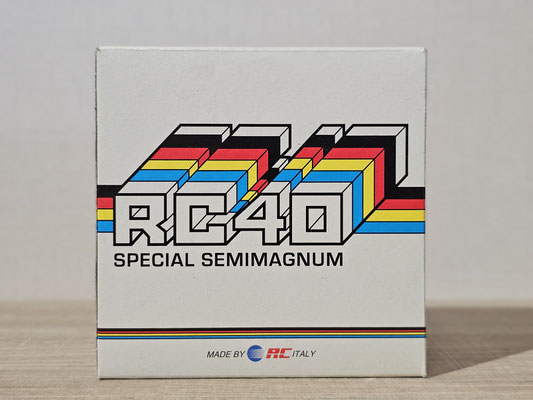 RC40
SPECIAL SEMIMAGNUM
MADE BY RC ITALY